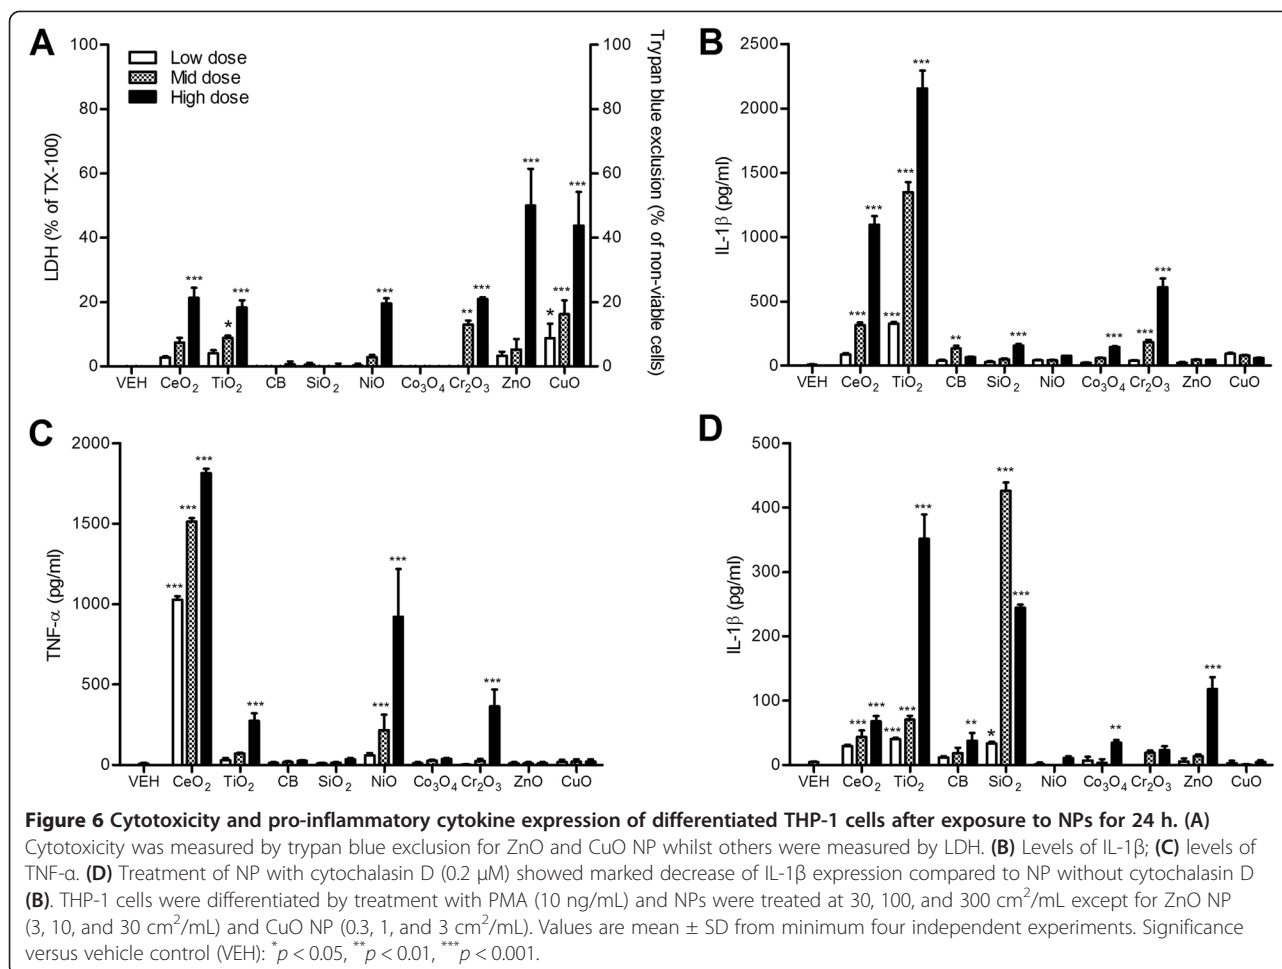 A
100
80
60
40
20
0
LDH (% of TX-100)
Low dose
Mid dose
High dose
*** * *** *** ** *** *** * *** ***
100
80
60
40
20
0
Trypan blue exclusion (% of non-viable cells)
VEH CeO₂ TiO₂ CB SiO₂ NiO Co₃O₄ Cr₂O₃ ZnO CuO
B
2500
2000
1500
1000
500
0
IL-1β (pg/ml)
*** *** *** *** *** ** *** *** *** ***
VEH CeO₂ TiO₂ CB SiO₂ NiO Co₃O₄ Cr₂O₃ ZnO CuO
C
2000
1500
1000
500
0
TNF-α (pg/ml)
*** *** *** *** *** *** ***
VEH CeO₂ TiO₂ CB SiO₂ NiO Co₃O₄ Cr₂O₃ ZnO CuO
D
500
400
300
200
100
0
IL-1β (pg/ml)
*** *** *** *** *** ** * *** *** ** ***
VEH CeO₂ TiO₂ CB SiO₂ NiO Co₃O₄ Cr₂O₃ ZnO CuO
Figure 6 Cytotoxicity and pro-inflammatory cytokine expression of differentiated THP-1 cells after exposure to NPs for 24 h. (A)
Cytotoxicity was measured by trypan blue exclusion for ZnO and CuO NP whilst others were measured by LDH. (B) Levels of IL-1β; (C) levels of
TNF-α. (D) Treatment of NP with cytochalasin D (0.2 μM) showed marked decrease of IL-1β expression compared to NP without cytochalasin D
(B). THP-1 cells were differentiated by treatment with PMA (10 ng/mL) and NPs were treated at 30, 100, and 300 cm²/mL except for ZnO NP
(3, 10, and 30 cm²/mL) and CuO NP (0.3, 1, and 3 cm²/mL). Values are mean ± SD from minimum four independent experiments. Significance
versus vehicle control (VEH): *p < 0.05, **p < 0.01, ***p < 0.001.